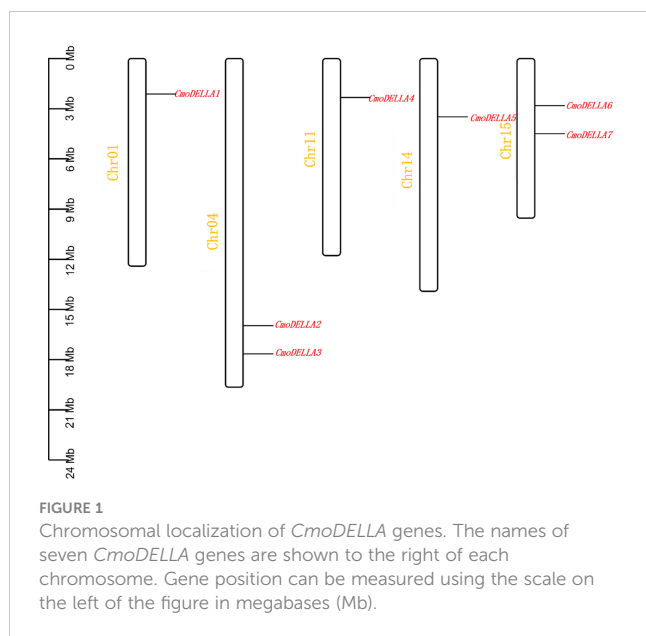 0 Mb
3 Mb
6 Mb
9 Mb
12 Mb
15 Mb
18 Mb
21 Mb
24 Mb
Chr01
CmoDELLA1
Chr04
CmoDELLA2
CmoDELLA3
Chr11
CmoDELLA4
Chr14
CmoDELLA5
Chr15
CmoDELLA6
CmoDELLA7
FIGURE 1
Chromosomal localization of CmoDELLA genes. The names of
seven CmoDELLA genes are shown to the right of each
chromosome. Gene position can be measured using the scale on
the left of the figure in megabases (Mb).